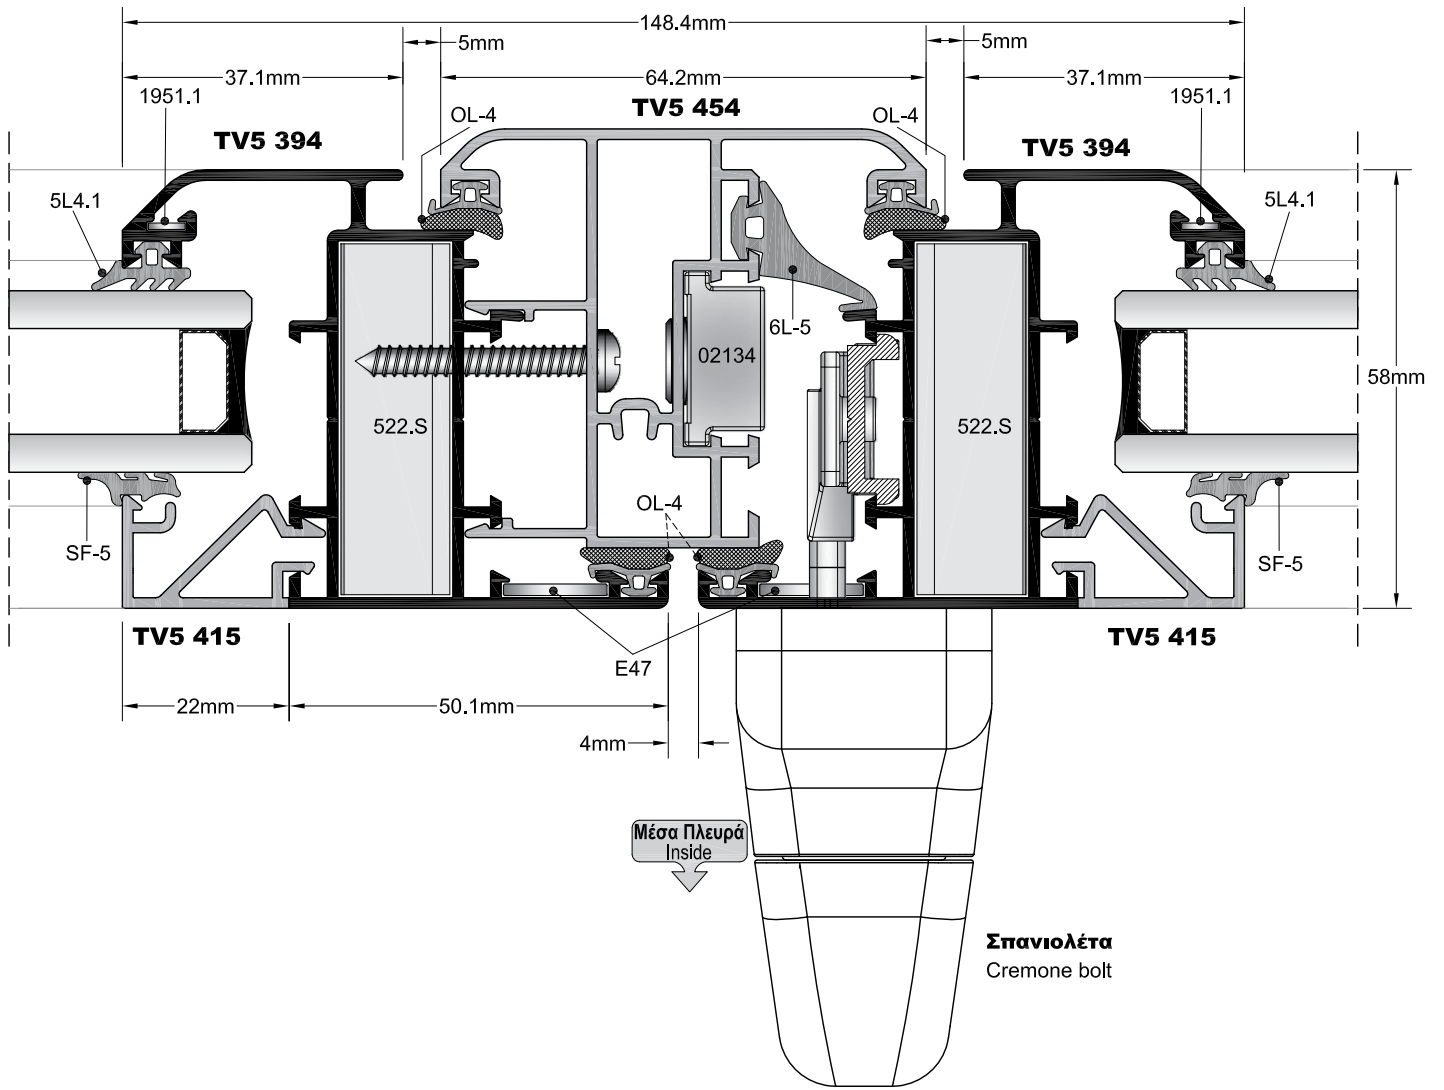 148.4mm
5mm
5mm
37.1mm
64.2mm
37.1mm
1951.1
OL-4
TV5 454
OL-4
1951.1
TV5 394
TV5 394
5L4.1
5L4.1
6L-5
02134
58mm
522.S
522.S
OL-4
SF-5
SF-5
TV5 415
TV5 415
E47
22mm
50.1mm
4mm
Μέσα Πλευρά
Inside
Σπανιολέτα
Cremone bolt